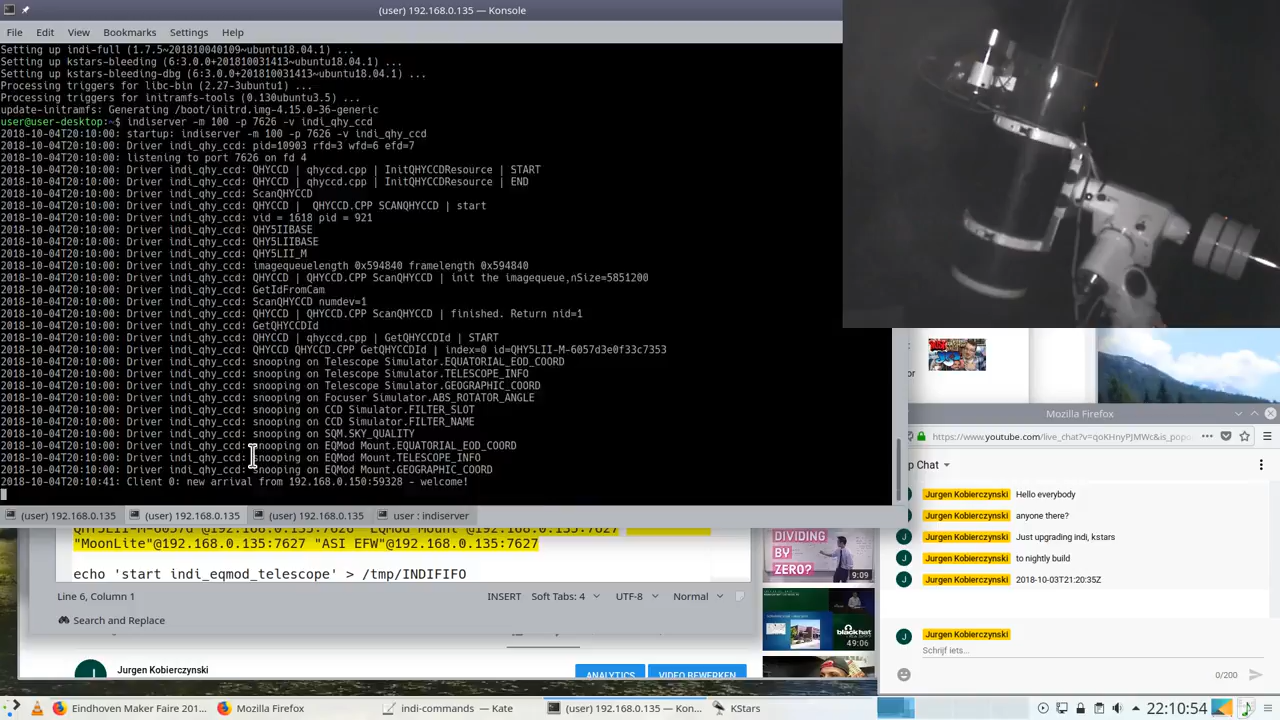 (user) 192.168.0.135 — Konsole
File Edit View Bookmarks Settings Help
Setting up indi-full (1.7.5~201810040109~ubuntu18.04.1) ...
Setting up kstars-bleeding (6:3.0.0+201810031413~ubuntu18.04.1) ...
Setting up kstars-bleeding-dbg (6:3.0.0+201810031413~ubuntu18.04.1) ...
Processing triggers for libc-bin (2.27-3ubuntu1) ...
Processing triggers for initramfs-tools (0.130ubuntu3.5) ...
update-initramfs: Generating /boot/initrd.img-4.15.0-36-generic
user@user-desktop:~$ indiserver -m 100 -p 7626 -v indi_qhy_ccd
2018-10-04T20:10:00: startup: indiserver -m 100 -p 7626 -v indi_qhy_ccd
2018-10-04T20:10:00: Driver indi_qhy_ccd: pid=10903 rfd=3 wfd=6 efd=7
2018-10-04T20:10:00: listening to port 7626 on fd 4
2018-10-04T20:10:00: Driver indi_qhy_ccd: QHYCCD | qhyccd.cpp | InitQHYCCDResource | START
2018-10-04T20:10:00: Driver indi_qhy_ccd: QHYCCD | qhyccd.cpp | InitQHYCCDResource | END
2018-10-04T20:10:00: Driver indi_qhy_ccd: ScanQHYCCD
2018-10-04T20:10:00: Driver indi_qhy_ccd: QHYCCD |  QHYCCD.CPP SCANQHYCCD | start
2018-10-04T20:10:00: Driver indi_qhy_ccd: vid = 1618 pid = 921
2018-10-04T20:10:00: Driver indi_qhy_ccd: QHY5IIBASE
2018-10-04T20:10:00: Driver indi_qhy_ccd: QHY5LIIBASE
2018-10-04T20:10:00: Driver indi_qhy_ccd: QHY5LII_M
2018-10-04T20:10:00: Driver indi_qhy_ccd: imagequeuelength 0x594840 framelength 0x594840
2018-10-04T20:10:00: Driver indi_qhy_ccd: QHYCCD | QHYCCD.CPP ScanQHYCCD | init the imagequeue,nSize=5851200
2018-10-04T20:10:00: Driver indi_qhy_ccd: GetIdFromCam
2018-10-04T20:10:00: Driver indi_qhy_ccd: ScanQHYCCD numdev=1
2018-10-04T20:10:00: Driver indi_qhy_ccd: QHYCCD | QHYCCD.CPP ScanQHYCCD | finished. Return nid=1
2018-10-04T20:10:00: Driver indi_qhy_ccd: GetQHYCCDId
2018-10-04T20:10:00: Driver indi_qhy_ccd: QHYCCD | qhyccd.cpp | GetQHYCCDId | START
2018-10-04T20:10:00: Driver indi_qhy_ccd: QHYCCD QHYCCD.CPP GetQHYCCDId | index=0 id=QHY5LII-M-6057d3e0f33c7353
2018-10-04T20:10:00: Driver indi_qhy_ccd: snooping on Telescope Simulator.EQUATORIAL_EOD_COORD
2018-10-04T20:10:00: Driver indi_qhy_ccd: snooping on Telescope Simulator.TELESCOPE_INFO
2018-10-04T20:10:00: Driver indi_qhy_ccd: snooping on Telescope Simulator.GEOGRAPHIC_COORD
2018-10-04T20:10:00: Driver indi_qhy_ccd: snooping on Focuser Simulator.ABS_ROTATOR_ANGLE
2018-10-04T20:10:00: Driver indi_qhy_ccd: snooping on CCD Simulator.FILTER_SLOT
2018-10-04T20:10:00: Driver indi_qhy_ccd: snooping on CCD Simulator.FILTER_NAME
2018-10-04T20:10:00: Driver indi_qhy_ccd: snooping on SQM.SKY_QUALITY
2018-10-04T20:10:00: Driver indi_qhy_ccd: snooping on EQMod Mount.EQUATORIAL_EOD_COORD
2018-10-04T20:10:00: Driver indi_qhy_ccd: snooping on EQMod Mount.TELESCOPE_INFO
2018-10-04T20:10:00: Driver indi_qhy_ccd: snooping on EQMod Mount.GEOGRAPHIC_COORD
2018-10-04T20:10:41: Client 0: new arrival from 192.168.0.150:59328 - welcome!
(user) 192.168.0.135 (user) 192.168.0.135 (user) 192.168.0.135 user : indiserver
"MoonLite"@192.168.0.135:7627 "ASI EFW"@192.168.0.135:7627
echo 'start indi_eqmod_telescope' > /tmp/INDIFIFO
Line 6, Column 1 INSERT Soft Tabs: 4 UTF-8 Normal
Search and Replace
Jurgen Kobierczynski
ANALYTICS VIDEO BEWERKEN
DIVIDING
BY
ZERO?
9:09
blackhat
49:06
or
Mozilla Firefox
https://www.youtube.com/live_chat?v=qoKHnyPJMWc&is_popo
p Chat
Jurgen Kobierczynski Hello everybody
Jurgen Kobierczynski anyone there?
Jurgen Kobierczynski Just upgrading indi, kstars
Jurgen Kobierczynski to nightly build
Jurgen Kobierczynski 2018-10-03T21:20:35Z
Jurgen Kobierczynski
Schrijf iets...
0/200
Eindhoven Maker Faire 201... Mozilla Firefox indi-commands — Kate (user) 192.168.0.135 — Kon... KStars 22:10:54